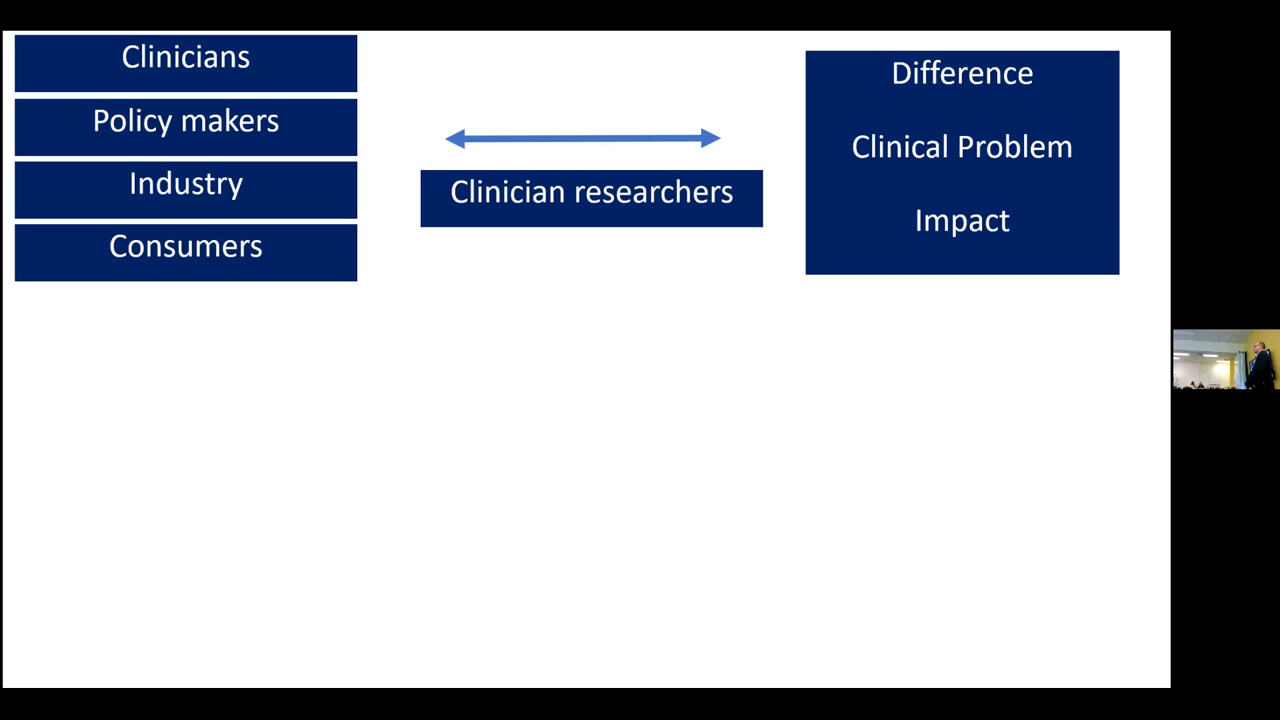 Clinicians
Policy makers
Industry
Consumers
Clinician researchers
Difference
Clinical Problem
Impact